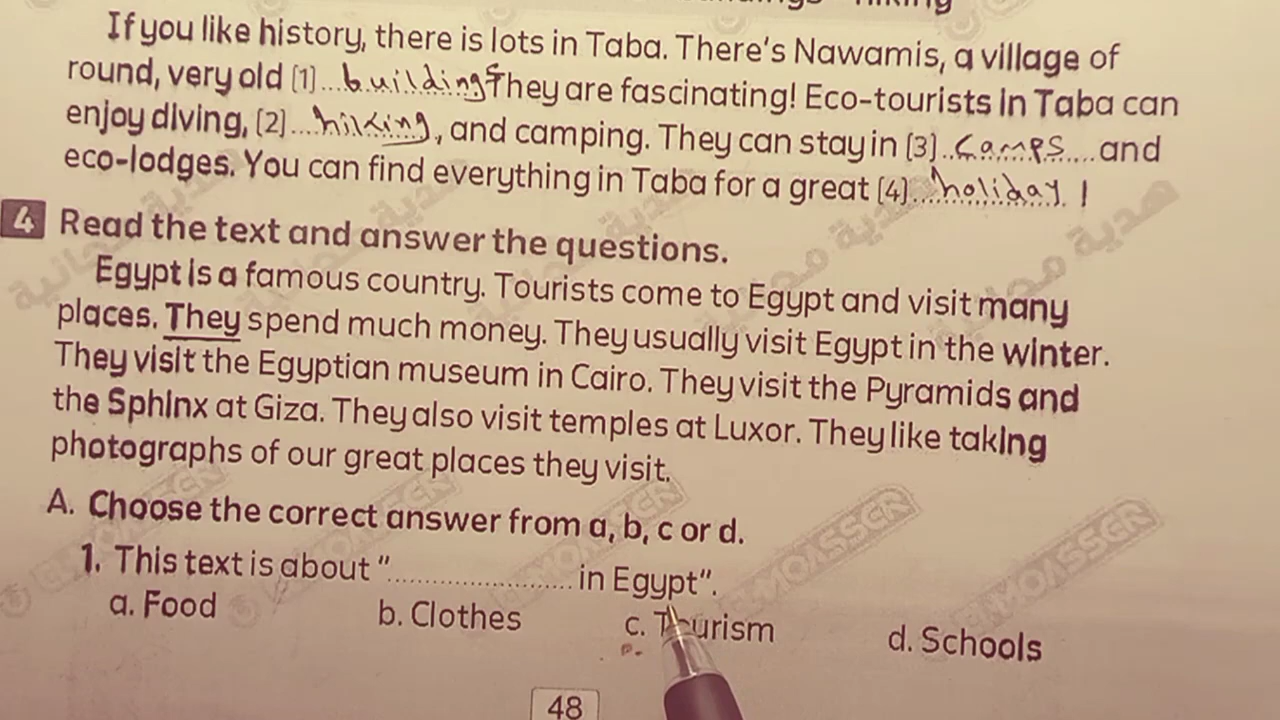 If you like history, there is lots in Taba. There's Nawamis, a village of
round, very old (1)...buildings They are fascinating! Eco-tourists in Taba can
enjoy diving, (2)...hiking, and camping. They can stay in (3)..camps....and
eco-lodges. You can find everything in Taba for a great (4)...holiday. !
4 Read the text and answer the questions.
Egypt is a famous country. Tourists come to Egypt and visit many
places. They spend much money. They usually visit Egypt in the winter.
They visit the Egyptian museum in Cairo. They visit the Pyramids and
the Sphinx at Giza. They also visit temples at Luxor. They like taking
photographs of our great places they visit.
A. Choose the correct answer from a, b, c or d.
1. This text is about "........................ in Egypt".
a. Food b. Clothes c. Tourism d. Schools
48